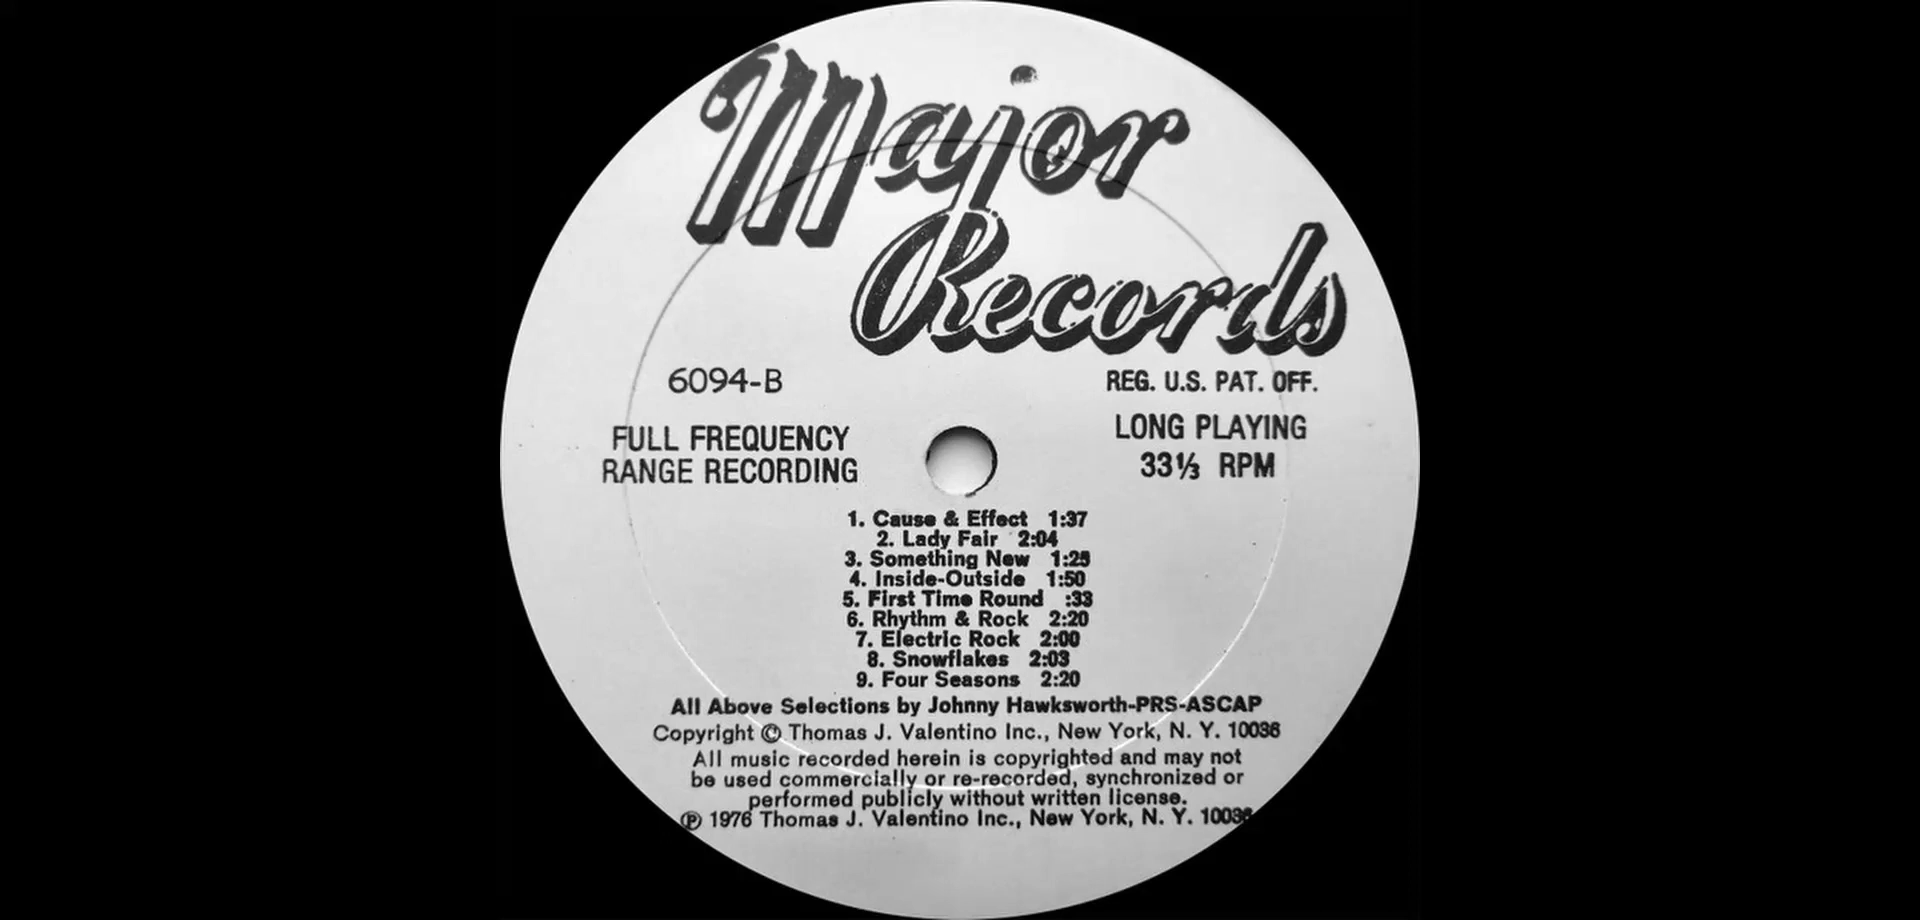 Major
Records
6094-B
REG. U.S. PAT. OFF.
FULL FREQUENCY
RANGE RECORDING
LONG PLAYING
33⅓ RPM
1. Cause & Effect 1:37
2. Lady Fair 2:04
3. Something New 1:25
4. Inside-Outside 1:50
5. First Time Round :33
6. Rhythm & Rock 2:20
7. Electric Rock 2:00
8. Snowflakes 2:03
9. Four Seasons 2:20
All Above Selections by Johnny Hawksworth-PRS-ASCAP
Copyright © Thomas J. Valentino Inc., New York, N. Y. 10036
All music recorded herein is copyrighted and may not
be used commercially or re-recorded, synchronized or
performed publicly without written license.
℗ 1976 Thomas J. Valentino Inc., New York, N. Y. 10036